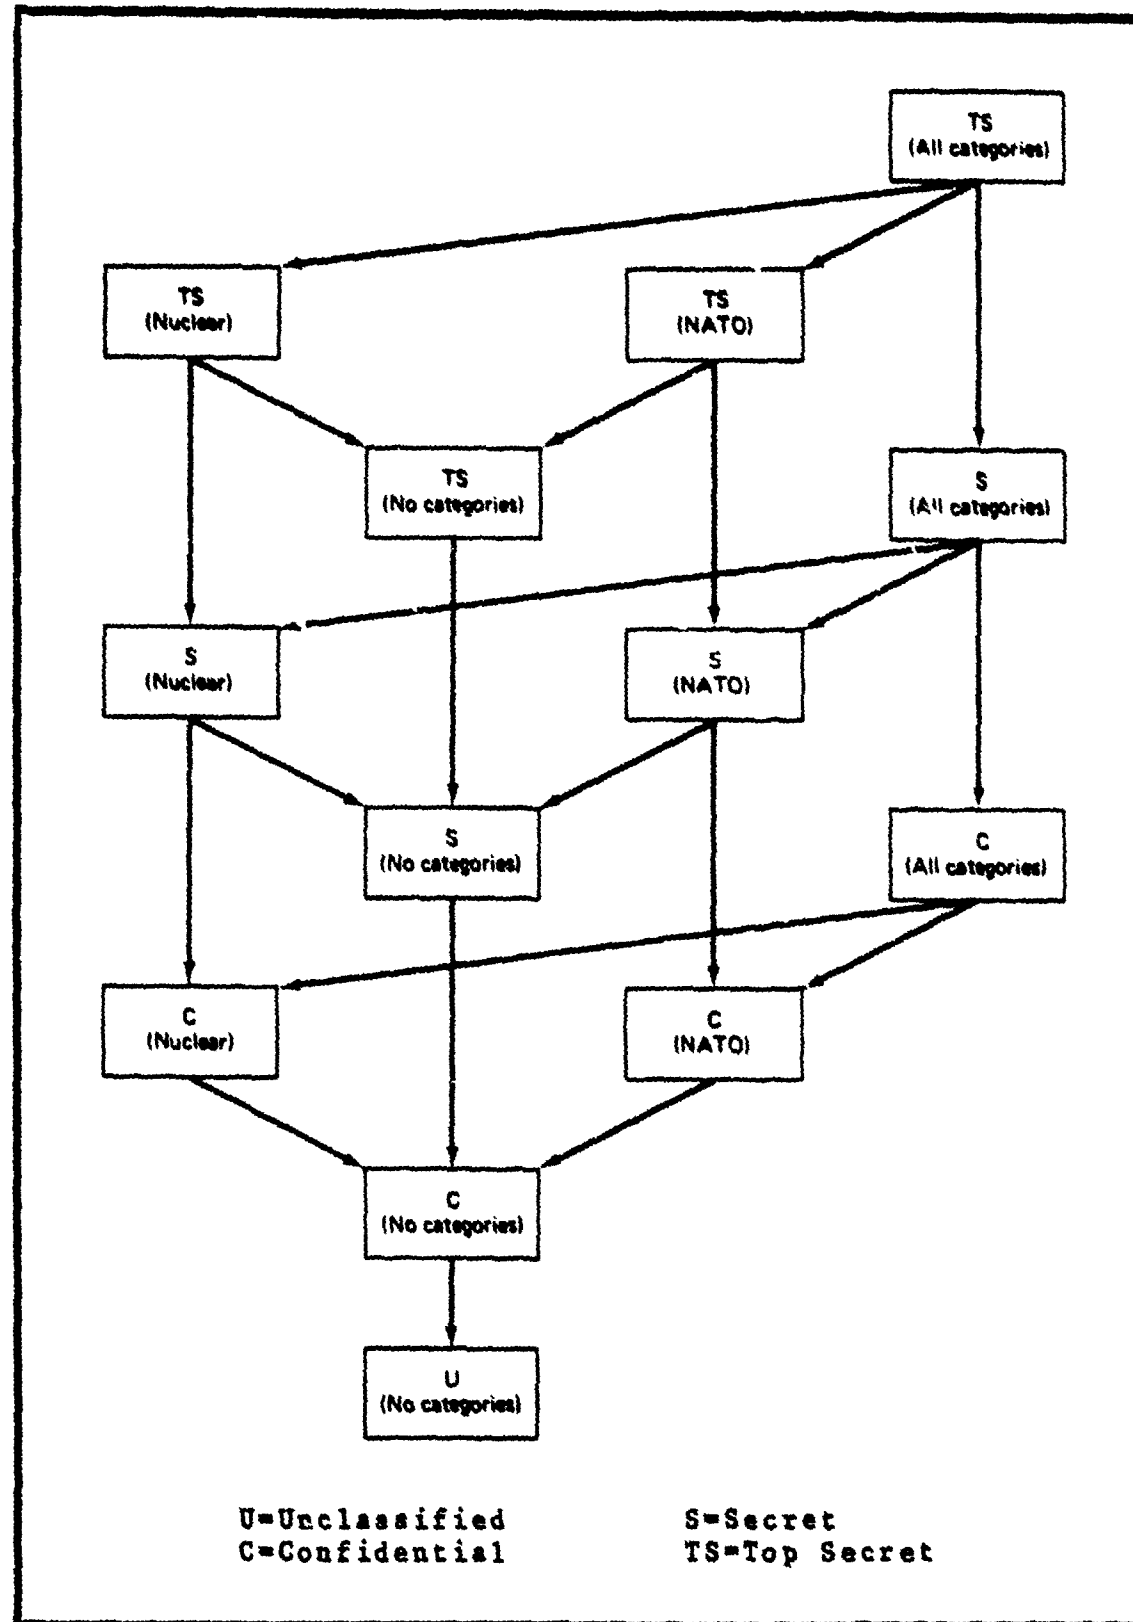 TS
(All categories)
TS
(Nuclear)
TS
(NATO)
TS
(No categories)
S
(All categories)
S
(Nuclear)
S
(NATO)
S
(No categories)
C
(All categories)
C
(Nuclear)
C
(NATO)
C
(No categories)
U
(No categories)
U=Unclassified
S=Secret
C=Confidential
TS=Top Secret